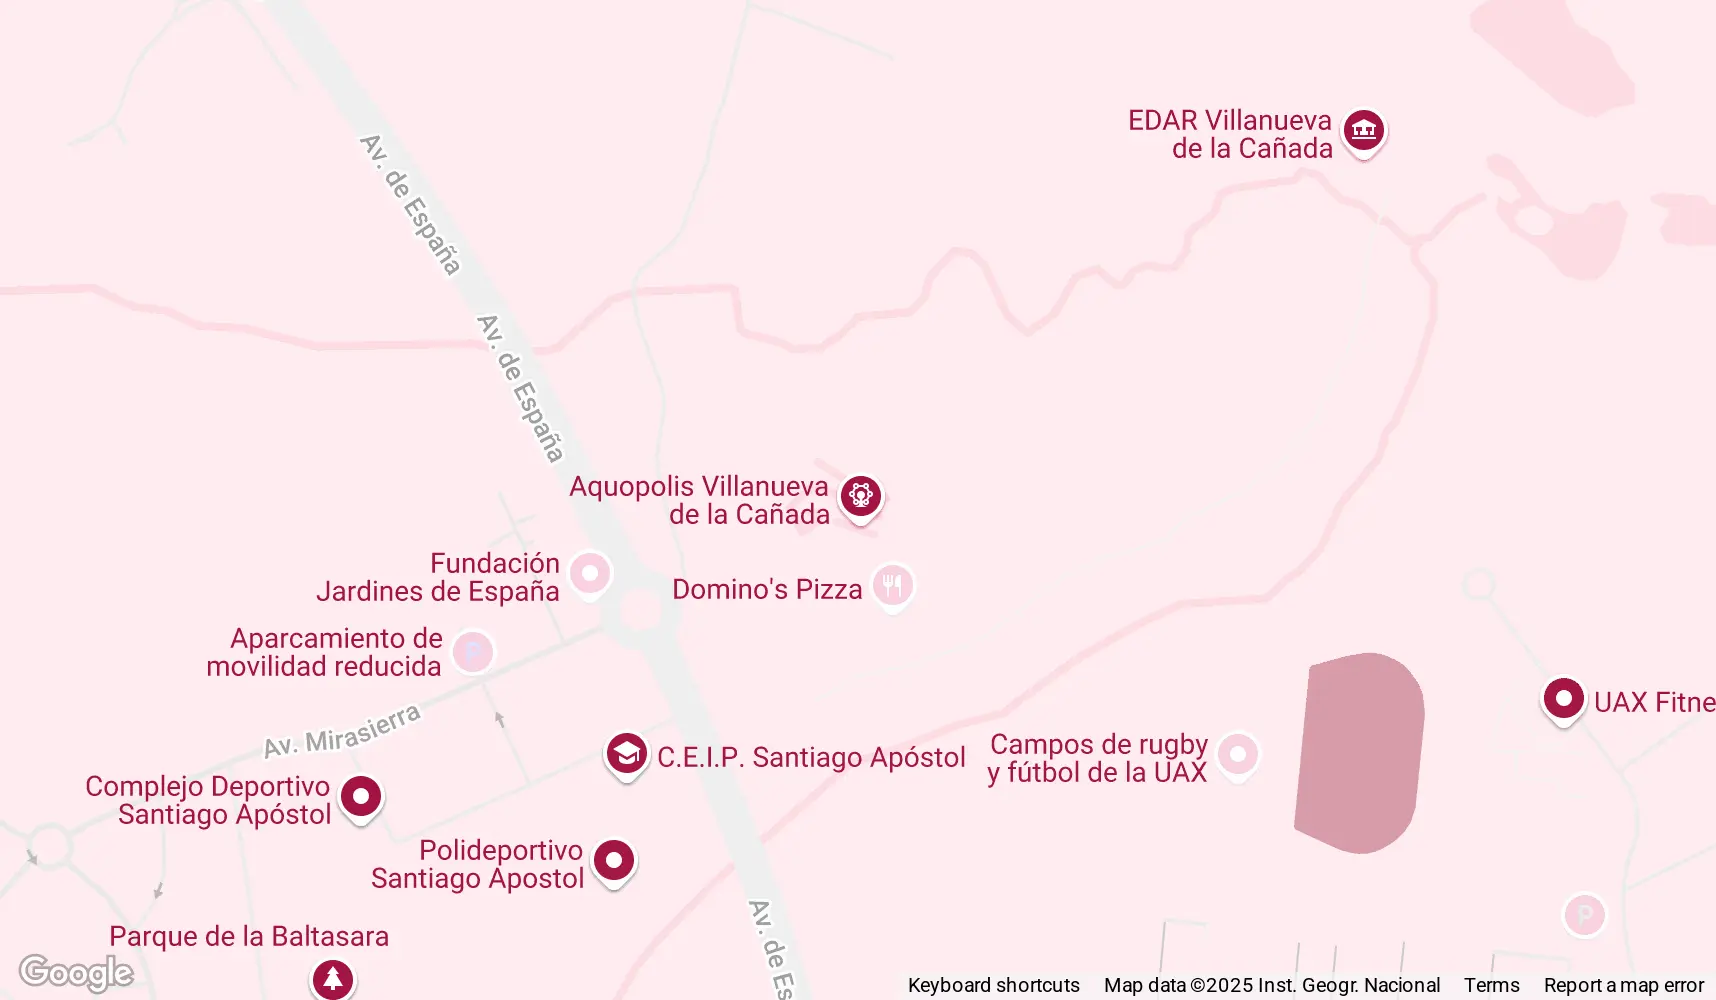 EDAR Villanueva
de la Cañada
Av. de España
Av. de España
Aquopolis Villanueva
de la Cañada
Fundación
Jardines de España
Domino's Pizza
Aparcamiento de
movilidad reducida
P
UAX Fitne
Av. Mirasierra
C.E.I.P. Santiago Apóstol
Campos de rugby
y fútbol de la UAX
Complejo Deportivo
Santiago Apóstol
Polideportivo
Santiago Apostol
Av. de Es
P
Parque de la Baltasara
Google
Keyboard shortcuts
Map data ©2025 Inst. Geogr. Nacional
Terms
Report a map error